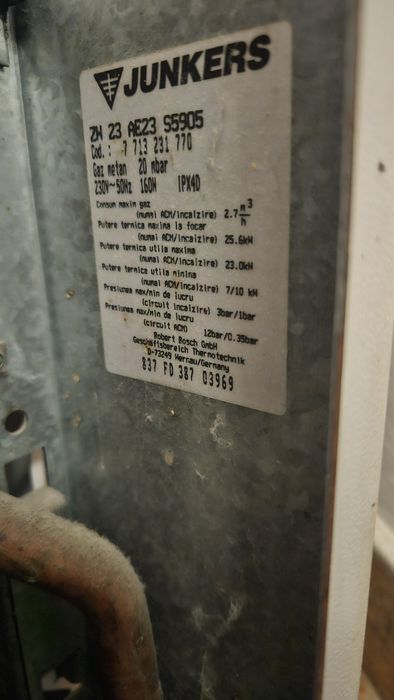 JUNKERS
ZW 23 AE23 S5905
Cod.: 7 713 231 770
Gaz metan 20 mbar
230V~50Hz 160W IPX4D
Consum maxim gaz
(numai ACM/incalzire) 2.7 m³/h
Putere termica maxima la focar
(numai ACM/incalzire) 25.6kW
Putere termica utila maxima
(numai ACM/incalzire) 23.0kW
Putere termica utila minina
(numai ACM/incalzire) 7/10 kW
Presiunea max/min de lucru
(circuit incalzire) 3bar/1bar
Presiunea max/min de lucru
(circuit ACM) 12bar/0.35bar
Robert Bosch GmbH
Geschäftsbereich Thermotechnik
D-73249 Wernau/Germany
837 FD 387 03969